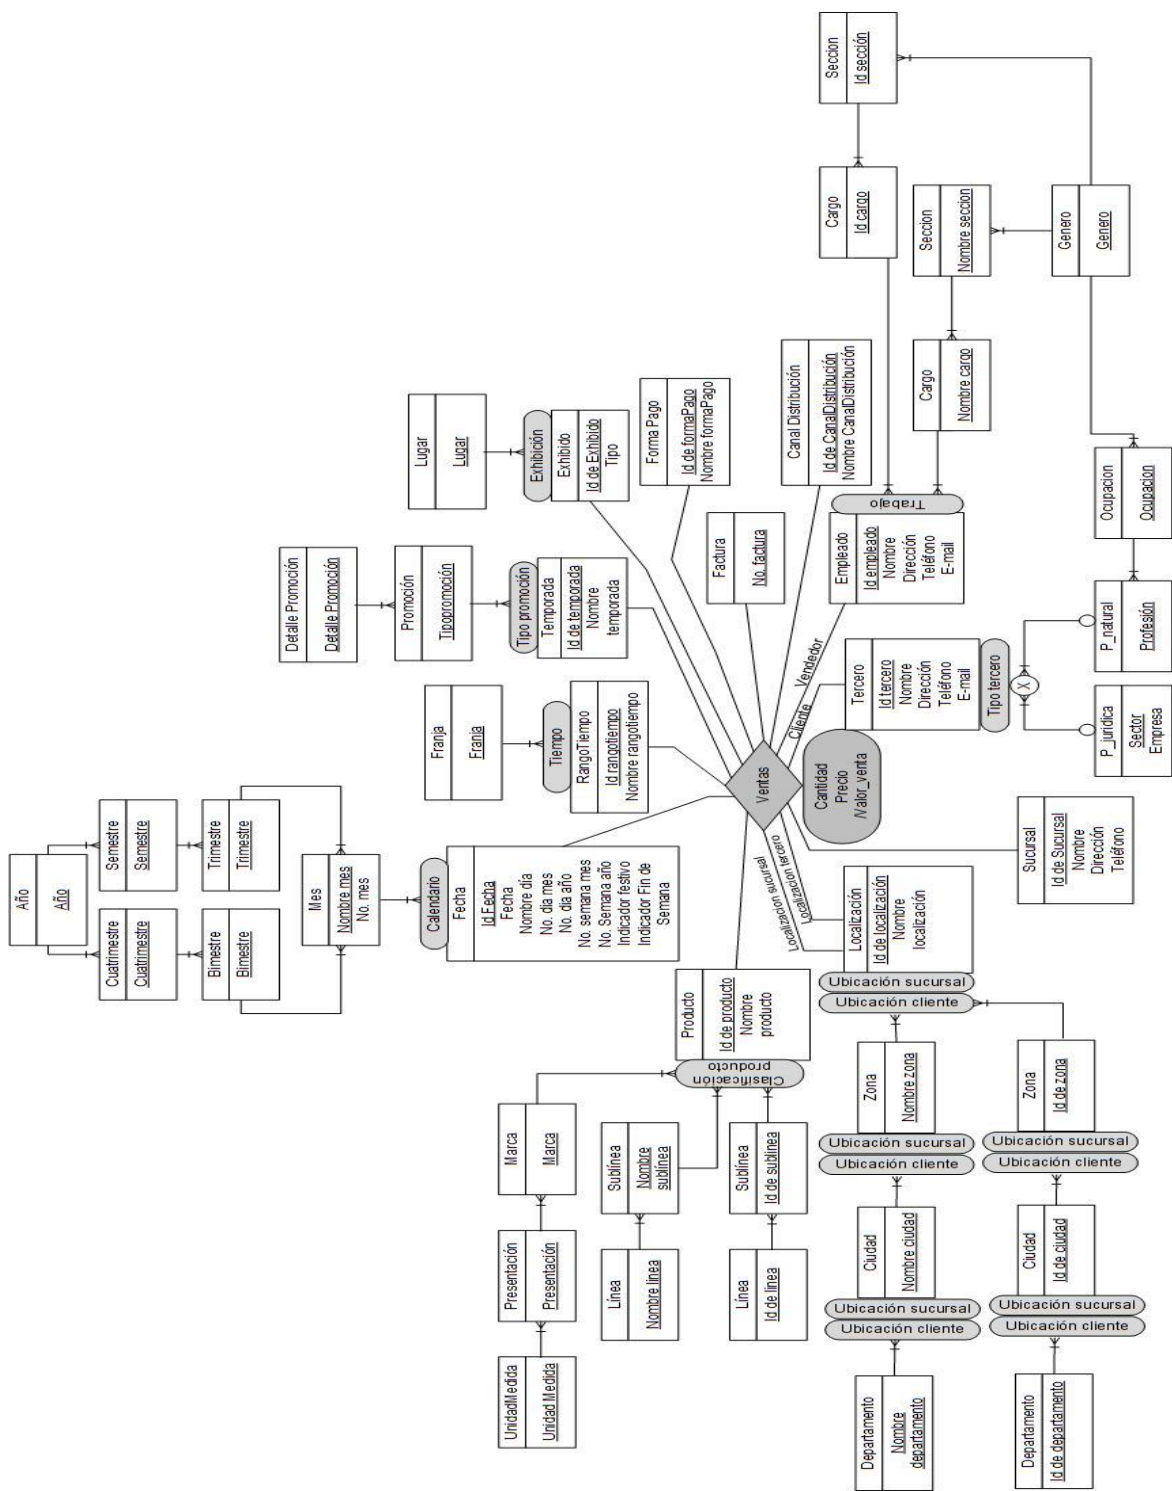 Año
Año
Cuatrimestre
Cuatrimestre
Semestre
Semestre
Bimestre
Bimestre
Trimestre
Trimestre
Mes
Nombre mes
No. mes
Calendario
Fecha
Id Fecha
Fecha
Nombre día
No. día mes
No. día año
No. semana mes
No. Semana año
Indicador festivo
Indicador Fin de
Semana
Franja
Franja
Tiempo
RangoTiempo
Id rangotiempo
Nombre rangotiempo
Detalle Promoción
Detalle Promoción
Promoción
Tipopromoción
Tipo promoción
Temporada
Id de temporada
Nombre
temporada
Lugar
Lugar
Exhibición
Exhibido
Id de Exhibido
Tipo
Forma Pago
Id de formaPago
Nombre formaPago
Factura
No. factura
Canal Distribución
Id de CanalDistribución
Nombre CanalDistribución
UnidadMedida
Unidad Medida
Presentación
Presentación
Marca
Marca
Línea
Nombre línea
Sublínea
Nombre
sublínea
Línea
Id de línea
Sublínea
Id de sublínea
Clasificación
producto
Producto
Id de producto
Nombre
producto
Ventas
Cantidad
Precio
/Valor_venta
Localizacion sucursal
Localizacion tercero
Cliente
Vendedor
Departamento
Nombre
departamento
Ubicación sucursal
Ubicación cliente
Ciudad
Nombre ciudad
Ubicación sucursal
Ubicación cliente
Zona
Nombre zona
Ubicación sucursal
Ubicación cliente
Localización
Id de localización
Nombre
localización
Departamento
Id de departamento
Ubicación sucursal
Ubicación cliente
Ciudad
Id de ciudad
Ubicación sucursal
Ubicación cliente
Zona
Id de zona
Sucursal
Id de Sucursal
Nombre
Dirección
Teléfono
Tercero
Id tercero
Nombre
Dirección
Teléfono
E-mail
Tipo tercero
X
P_juridica
Sector
Empresa
P_natural
Profesión
Ocupacion
Ocupacion
Empleado
Id empleado
Nombre
Dirección
Teléfono
E-mail
Trabajo
Cargo
Id cargo
Seccion
Id sección
Cargo
Nombre cargo
Seccion
Nombre seccion
Genero
Genero